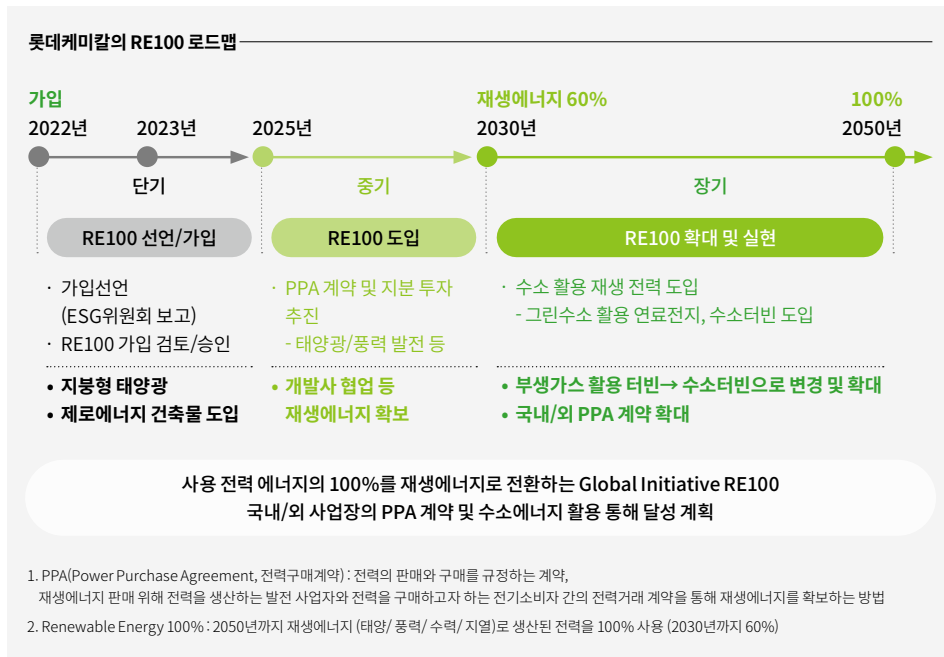 롯데케미칼의 RE100 로드맵
가입
재생에너지 60%
100%
2022년
2023년
2025년
2030년
2050년
단기
중기
장기
RE100 선언/가입
RE100 도입
RE100 확대 및 실현
· 가입선언
(ESG위원회 보고)
· RE100 가입 검토/승인
• 지붕형 태양광
• 제로에너지 건축물 도입
· PPA 계약 및 지분 투자
추진
- 태양광/풍력 발전 등
• 개발사 협업 등
재생에너지 확보
· 수소 활용 재생 전력 도입
- 그린수소 활용 연료전지, 수소터빈 도입
• 부생가스 활용 터빈→ 수소터빈으로 변경 및 확대
• 국내/외 PPA 계약 확대
사용 전력 에너지의 100%를 재생에너지로 전환하는 Global Initiative RE100
국내/외 사업장의 PPA 계약 및 수소에너지 활용 통해 달성 계획
1. PPA(Power Purchase Agreement, 전력구매계약) : 전력의 판매와 구매를 규정하는 계약,
재생에너지 판매 위해 전력을 생산하는 발전 사업자와 전력을 구매하고자 하는 전기소비자 간의 전력거래 계약을 통해 재생에너지를 확보하는 방법
2. Renewable Energy 100% : 2050년까지 재생에너지 (태양/ 풍력/ 수력/ 지열)로 생산된 전력을 100% 사용 (2030년까지 60%)